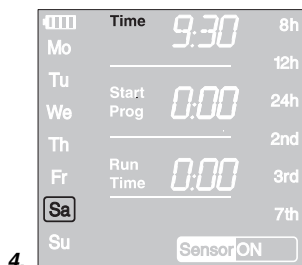 Time 9:30 8h
Mo
12h
Tu
Start
Prog 0:00 24h
We
2nd
Th
Run
Time 0:00 3rd
Fr
Sa 7th
Su
Sensor ON
4.